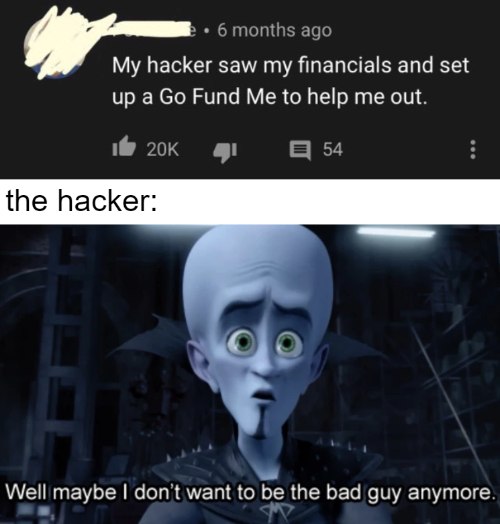 e • 6 months ago
My hacker saw my financials and set
up a Go Fund Me to help me out.
20K 54
the hacker:
Well maybe I don't want to be the bad guy anymore.